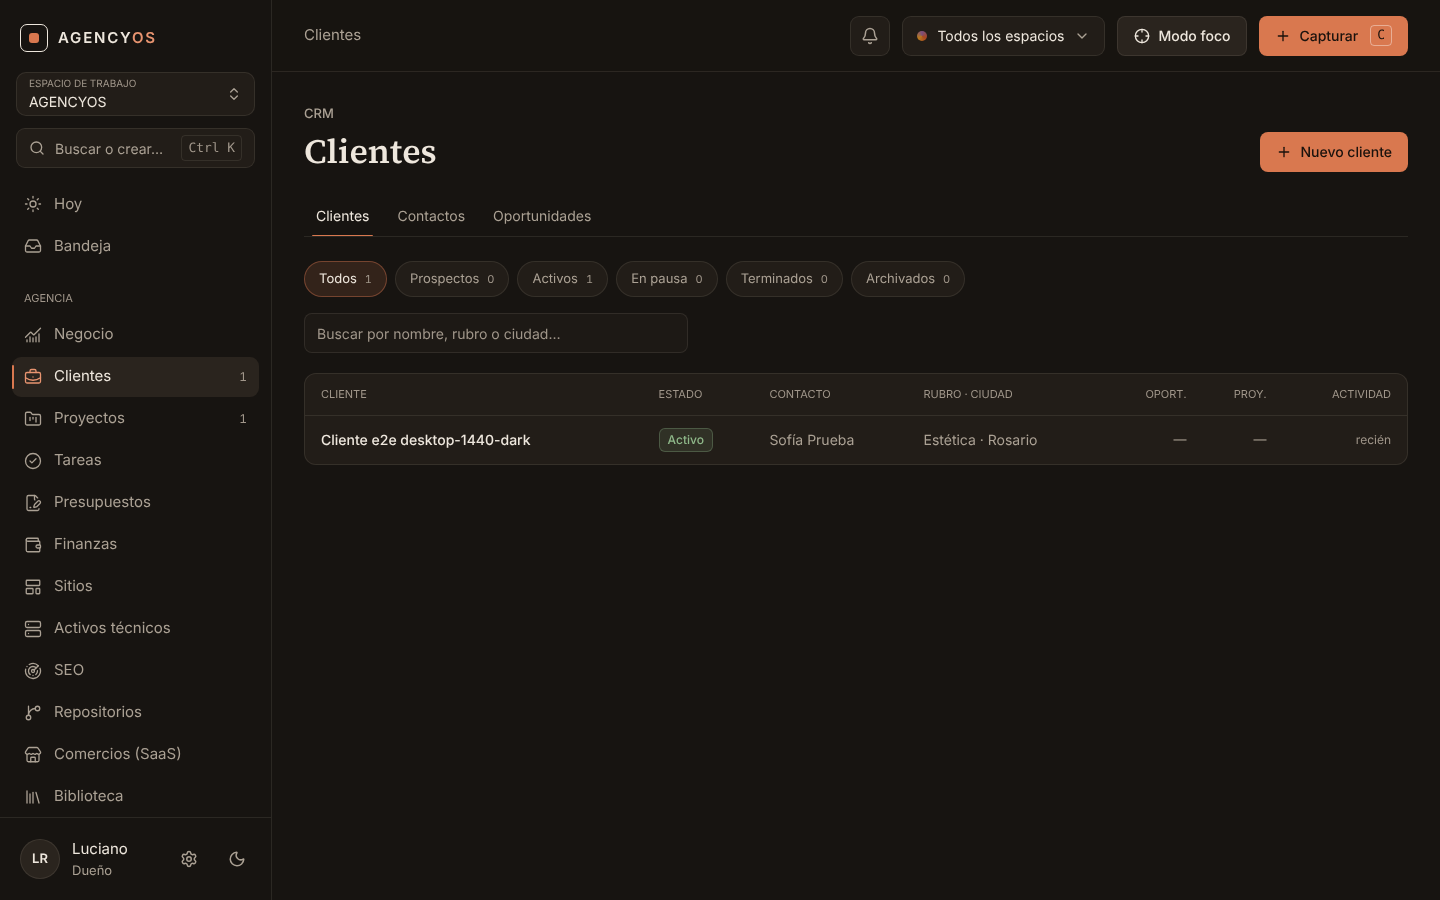 AGENCYOS
ESPACIO DE TRABAJO
AGENCYOS
Buscar o crear... Ctrl K
Hoy
Bandeja
AGENCIA
Negocio
Clientes 1
Proyectos 1
Tareas
Presupuestos
Finanzas
Sitios
Activos técnicos
SEO
Repositorios
Comercios (SaaS)
Biblioteca
LR Luciano
Dueño
Clientes Todos los espacios Modo foco + Capturar C
CRM
Clientes + Nuevo cliente
Clientes Contactos Oportunidades
Todos 1 Prospectos 0 Activos 1 En pausa 0 Terminados 0 Archivados 0
Buscar por nombre, rubro o ciudad...
CLIENTE ESTADO CONTACTO RUBRO · CIUDAD OPORT. PROY. ACTIVIDAD
Cliente e2e desktop-1440-dark Activo Sofía Prueba Estética · Rosario — — recién